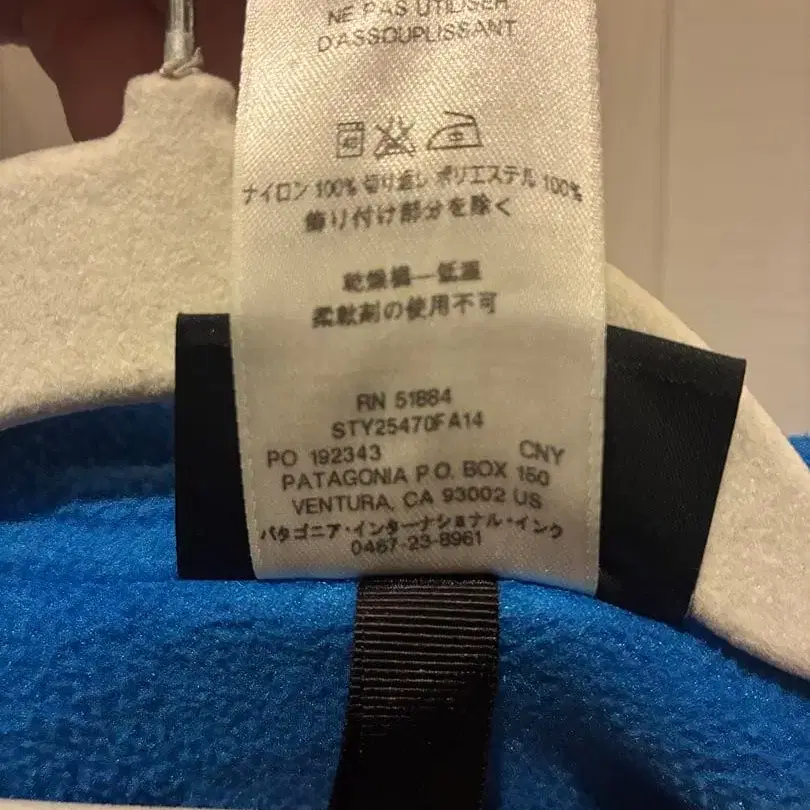 NE PAS UTILISER
D'ASSOUPLISSANT
40
ナイロン 100% 切り返し ポリエステル 100%
飾り付け部分を除く
乾燥機―低温
柔軟剤の使用不可
RN 51884
STY25470FA14
PO 192343 CNY
PATAGONIA P.O. BOX 150
VENTURA, CA 93002 US
パタゴニア・インターナショナル・インク
0467-23-8961